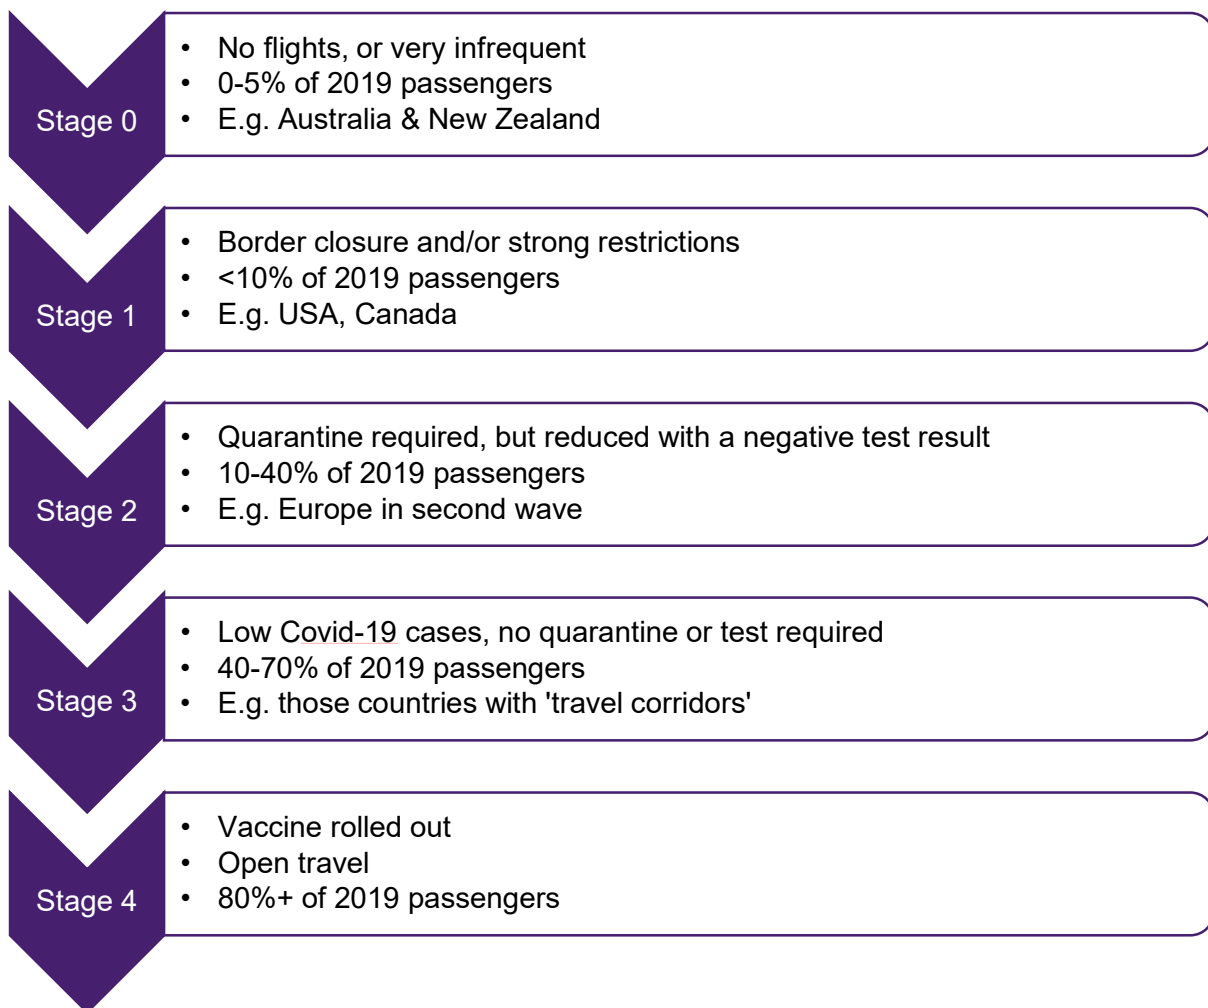 Stage 0
• No flights, or very infrequent
• 0-5% of 2019 passengers
• E.g. Australia & New Zealand
Stage 1
• Border closure and/or strong restrictions
• <10% of 2019 passengers
• E.g. USA, Canada
Stage 2
• Quarantine required, but reduced with a negative test result
• 10-40% of 2019 passengers
• E.g. Europe in second wave
Stage 3
• Low Covid-19 cases, no quarantine or test required
• 40-70% of 2019 passengers
• E.g. those countries with 'travel corridors'
Stage 4
• Vaccine rolled out
• Open travel
• 80%+ of 2019 passengers